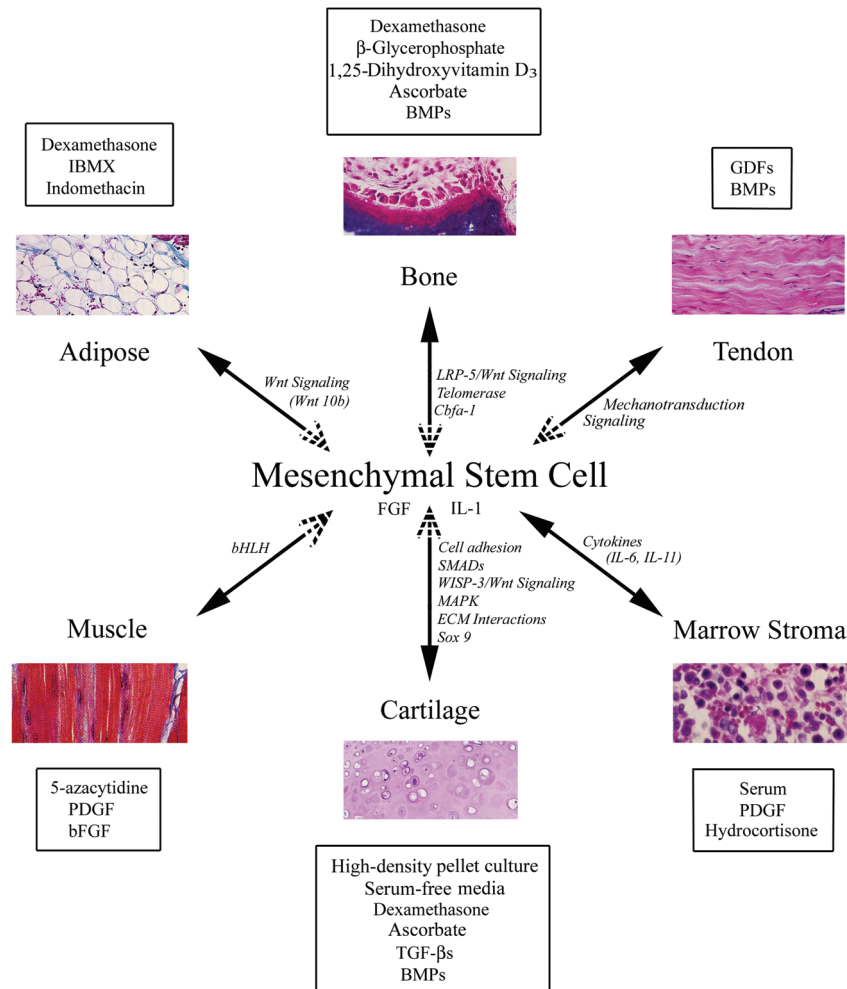 Dexamethasone
β-Glycerophosphate
1,25-Dihydroxyvitamin D₃
Ascorbate
BMPs
Dexamethasone
IBMX
Indomethacin
GDFs
BMPs
Bone
Adipose
Tendon
Wnt Signaling
(Wnt 10b)
LRP-5/Wnt Signaling
Telomerase
Cbfa-1
Mechanotransduction
Signaling
Mesenchymal Stem Cell
FGF IL-1
bHLH
Cell adhesion
SMADs
WISP-3/Wnt Signaling
MAPK
ECM Interactions
Sox 9
Cytokines
(IL-6, IL-11)
Muscle
Marrow Stroma
Cartilage
5-azacytidine
PDGF
bFGF
Serum
PDGF
Hydrocortisone
High-density pellet culture
Serum-free media
Dexamethasone
Ascorbate
TGF-βs
BMPs